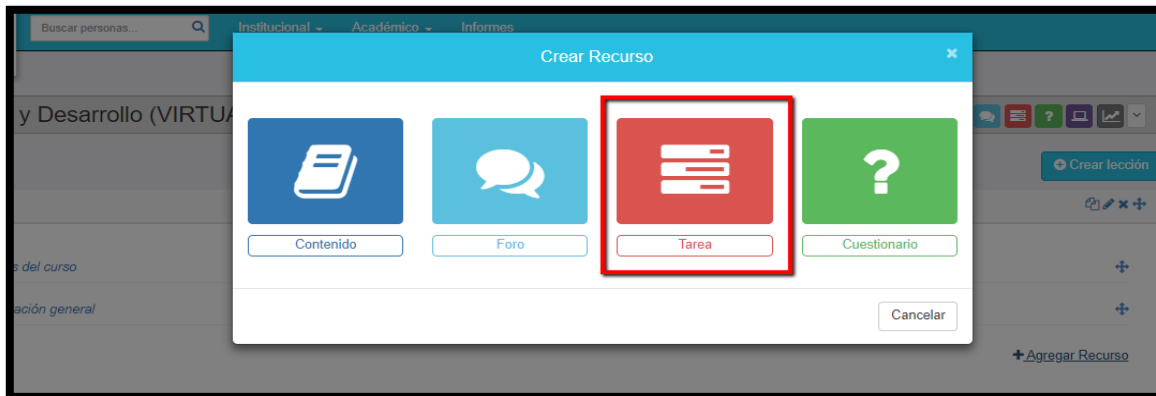 Buscar personas...
Institucional
Académico
Informes
Crear Recurso
y Desarrollo (VIRTUA
Crear lección
Contenido
Foro
Tarea
Cuestionario
s del curso
ación general
Cancelar
Agregar Recurso